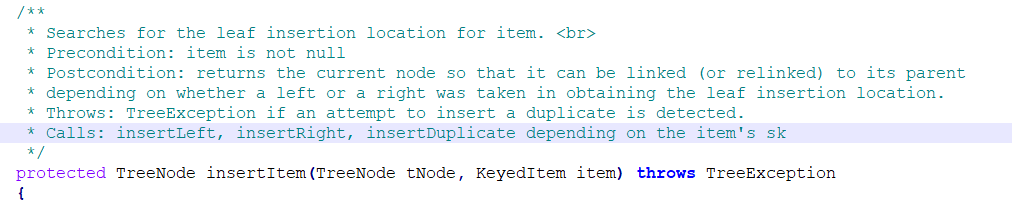 /**
* Searches for the leaf insertion location for item. <br>
* Precondition: item is not null
* Postcondition: returns the current node so that it can be linked (or relinked) to its parent
* depending on whether a left or a right was taken in obtaining the leaf insertion location.
* Throws: TreeException if an attempt to insert a duplicate is detected.
* Calls: insertLeft, insertRight, insertDuplicate depending on the item's sk
*/
protected TreeNode insertItem(TreeNode tNode, KeyedItem item) throws TreeException
{